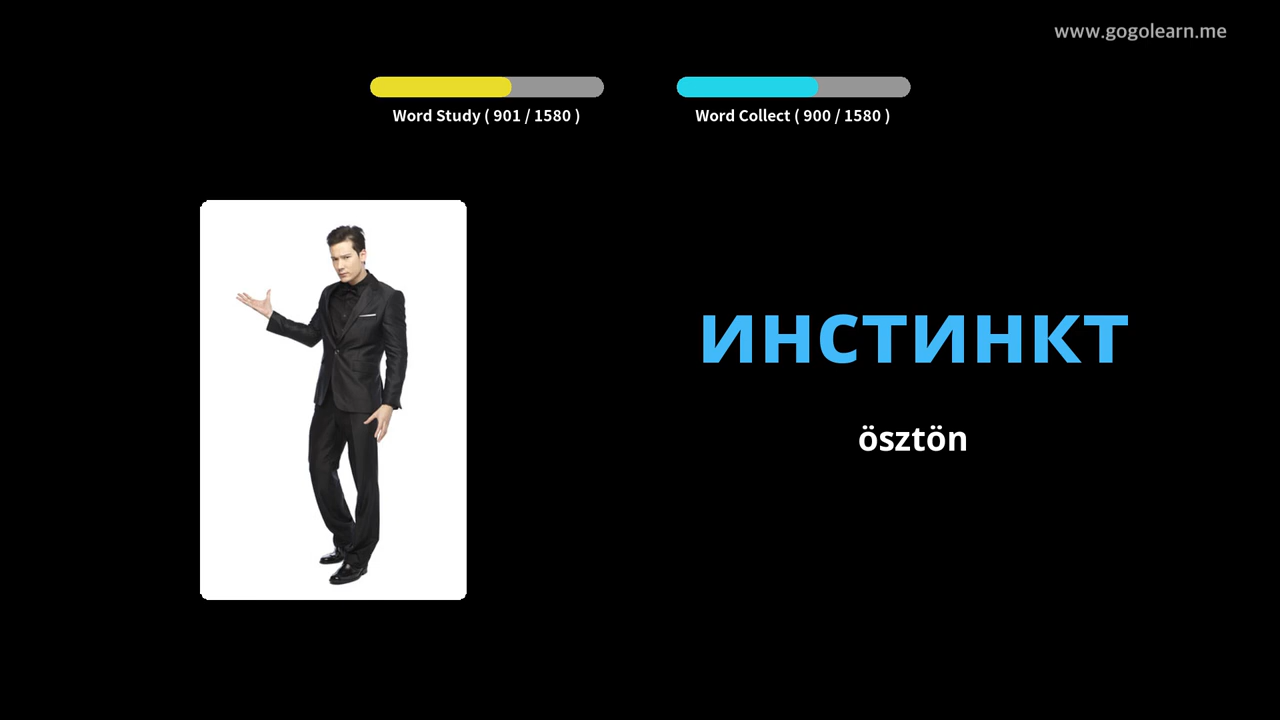 www.gogolearn.me
Word Study ( 901 / 1580 )
Word Collect ( 900 / 1580 )
инстинкт
ösztön